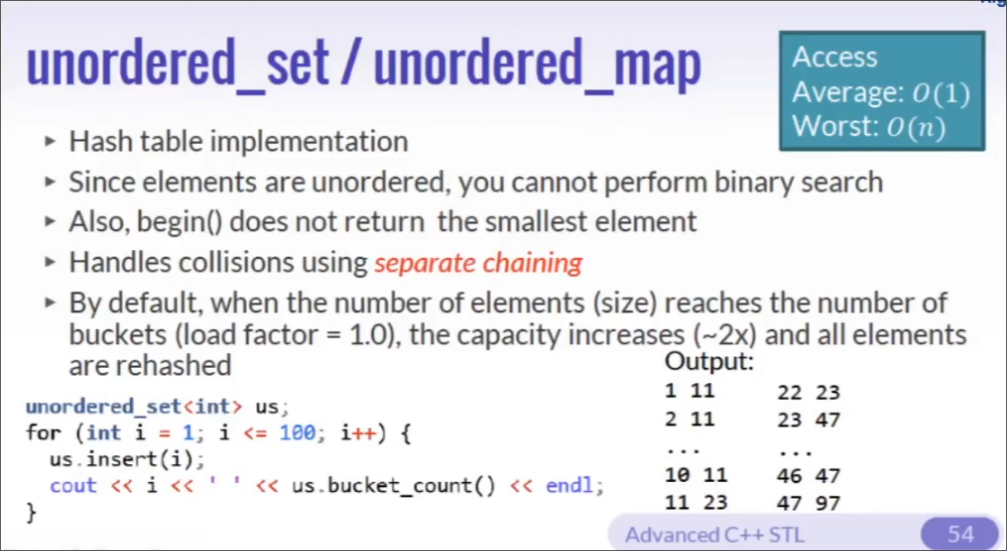 unordered_set / unordered_map
Access
Average: O(1)
Worst: O(n)
▸ Hash table implementation
▸ Since elements are unordered, you cannot perform binary search
▸ Also, begin() does not return the smallest element
▸ Handles collisions using separate chaining
▸ By default, when the number of elements (size) reaches the number of
buckets (load factor = 1.0), the capacity increases (~2x) and all elements
are rehashed
unordered_set<int> us;
for (int i = 1; i <= 100; i++) {
us.insert(i);
cout << i << ' ' << us.bucket_count() << endl;
}
Output:
1 11
2 11
...
10 11
11 23
22 23
23 47
...
46 47
47 97
Advanced C++ STL
54